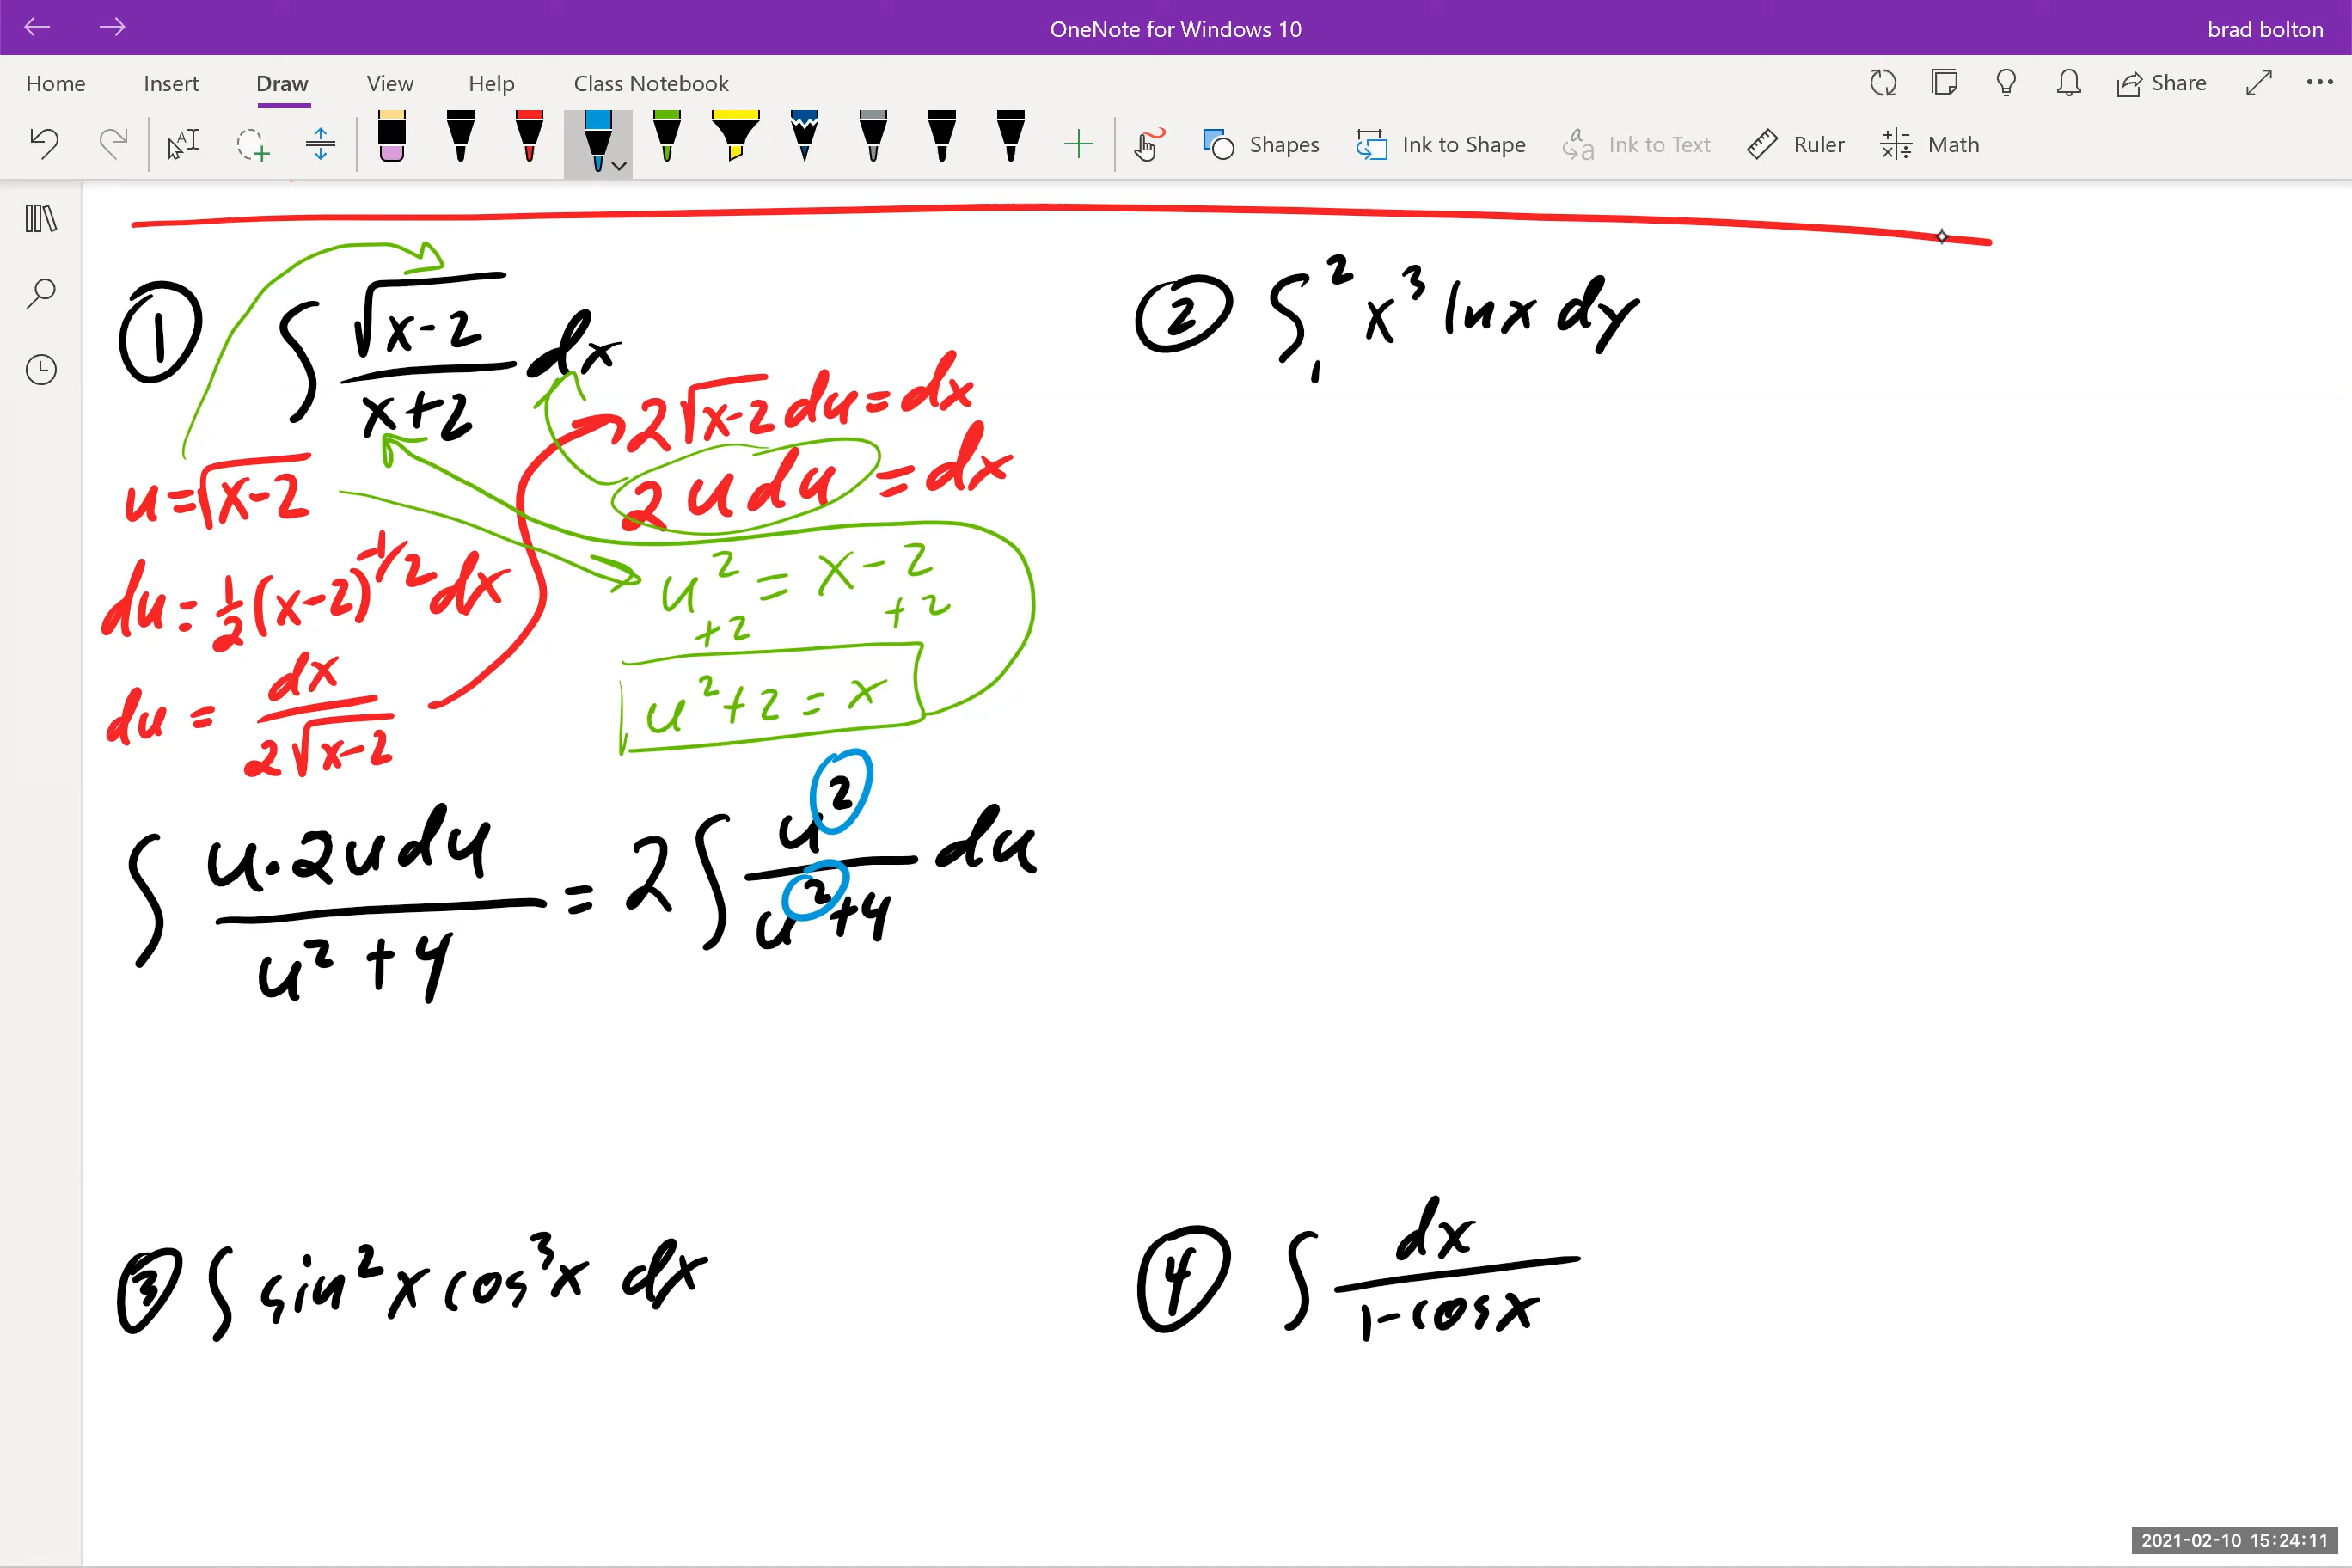 OneNote for Windows 10
brad bolton
Home Insert Draw View Help Class Notebook Share
Shapes Ink to Shape Ink to Text Ruler Math
① ∫ √(x-2) / (x+2) dx
2√(x-2) du = dx
2 u du = dx
u = √(x-2)
du = 1/2 (x-2)^(-1/2) dx
du = dx / (2√(x-2))
u² = x - 2
+2 +2
u² + 2 = x
∫ (u · 2u du) / (u² + 4) = 2 ∫ u² / (u² + 4) du
② ∫₁² x³ ln x dy
③ ∫ sin² x cos³ x dx
④ ∫ dx / (1 - cos x)
2021-02-10 15:24:11